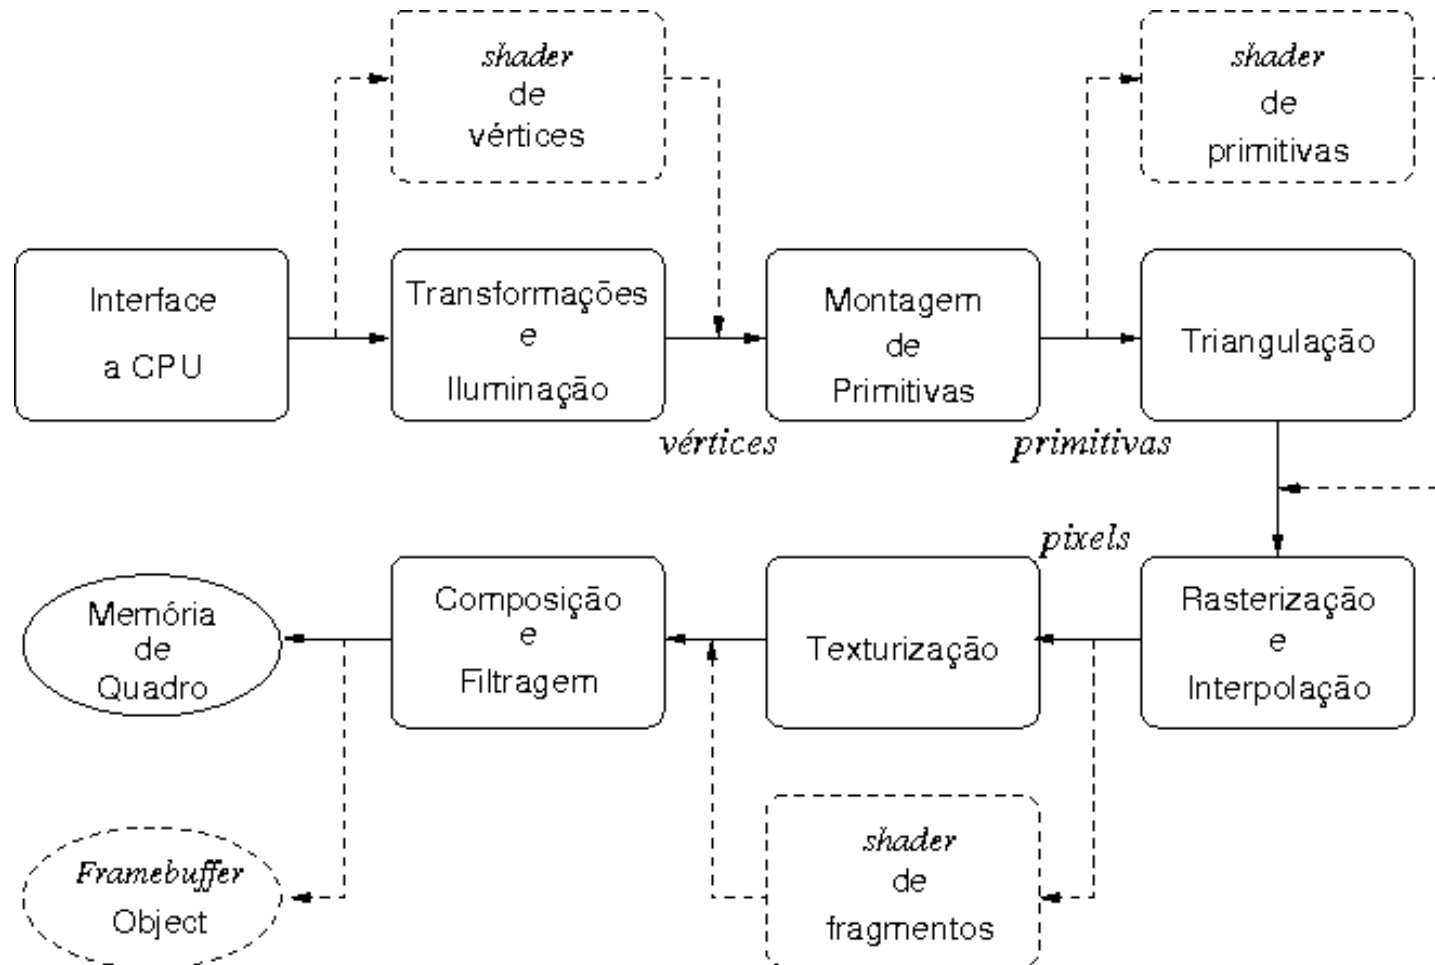 shader
de
vértices
shader
de
primitivas
Interface
a CPU
Transformações
e
Iluminação
Montagem
de
Primitivas
Triangulação
vértices
primitivas
pixels
Memória
de
Quadro
Composição
e
Filtragem
Texturização
Rasterização
e
Interpolação
Framebuffer
Object
shader
de
fragmentos